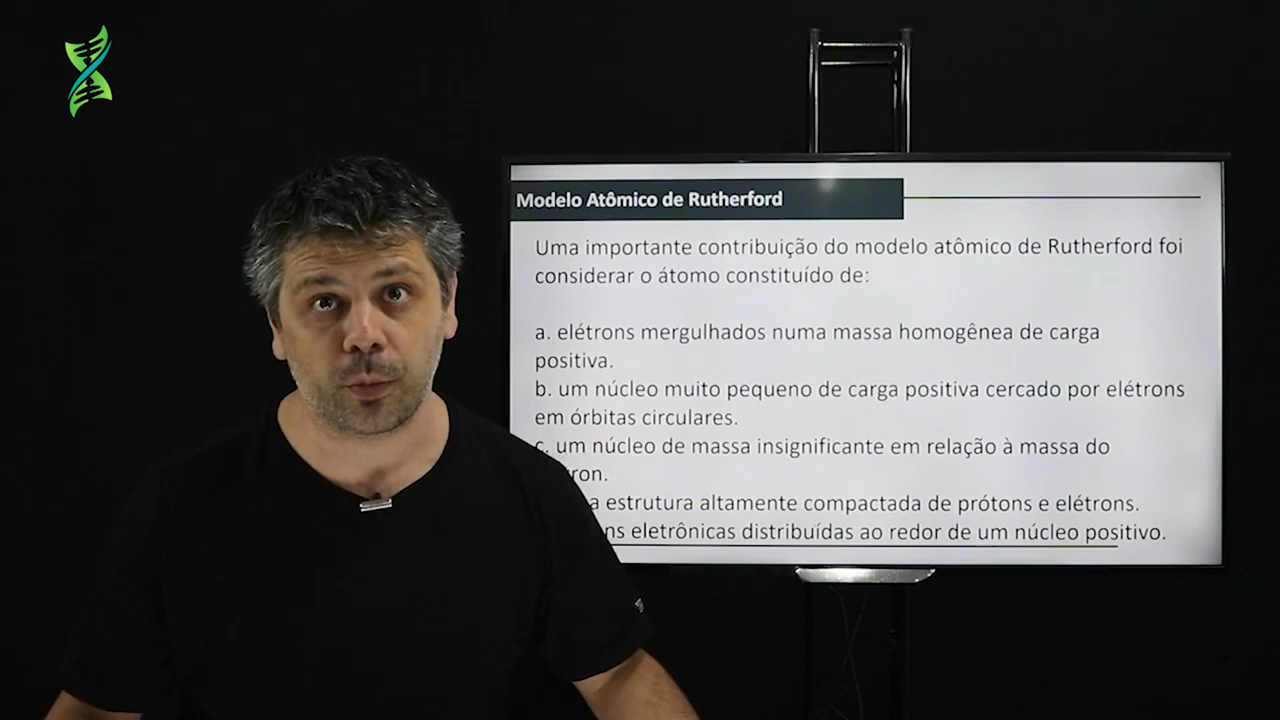 Modelo Atômico de Rutherford
Uma importante contribuição do modelo atômico de Rutherford foi
considerar o átomo constituído de:
a. elétrons mergulhados numa massa homogênea de carga
positiva.
b. um núcleo muito pequeno de carga positiva cercado por elétrons
em órbitas circulares.
c. um núcleo de massa insignificante em relação à massa do
estrutura altamente compactada de prótons e elétrons.
eletrônicas distribuídas ao redor de um núcleo positivo.